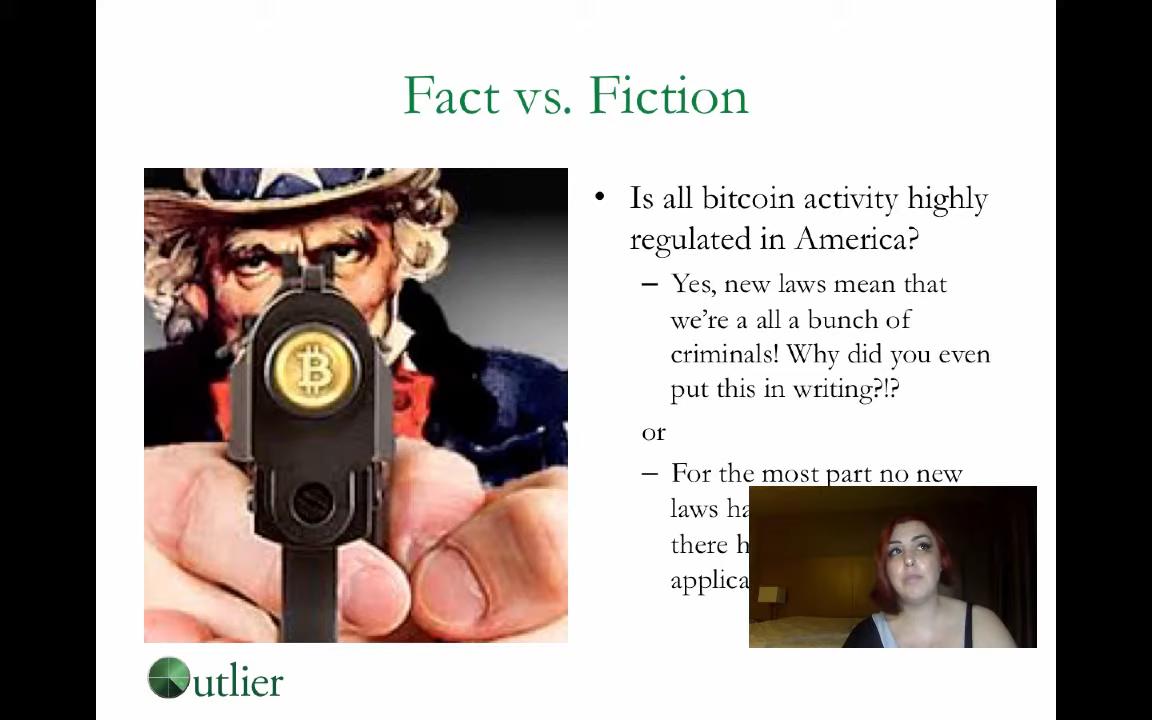 Fact vs. Fiction
• Is all bitcoin activity highly
regulated in America?
– Yes, new laws mean that
we're a all a bunch of
criminals! Why did you even
put this in writing?!?
or
– For the most part no new
laws
there
utlier